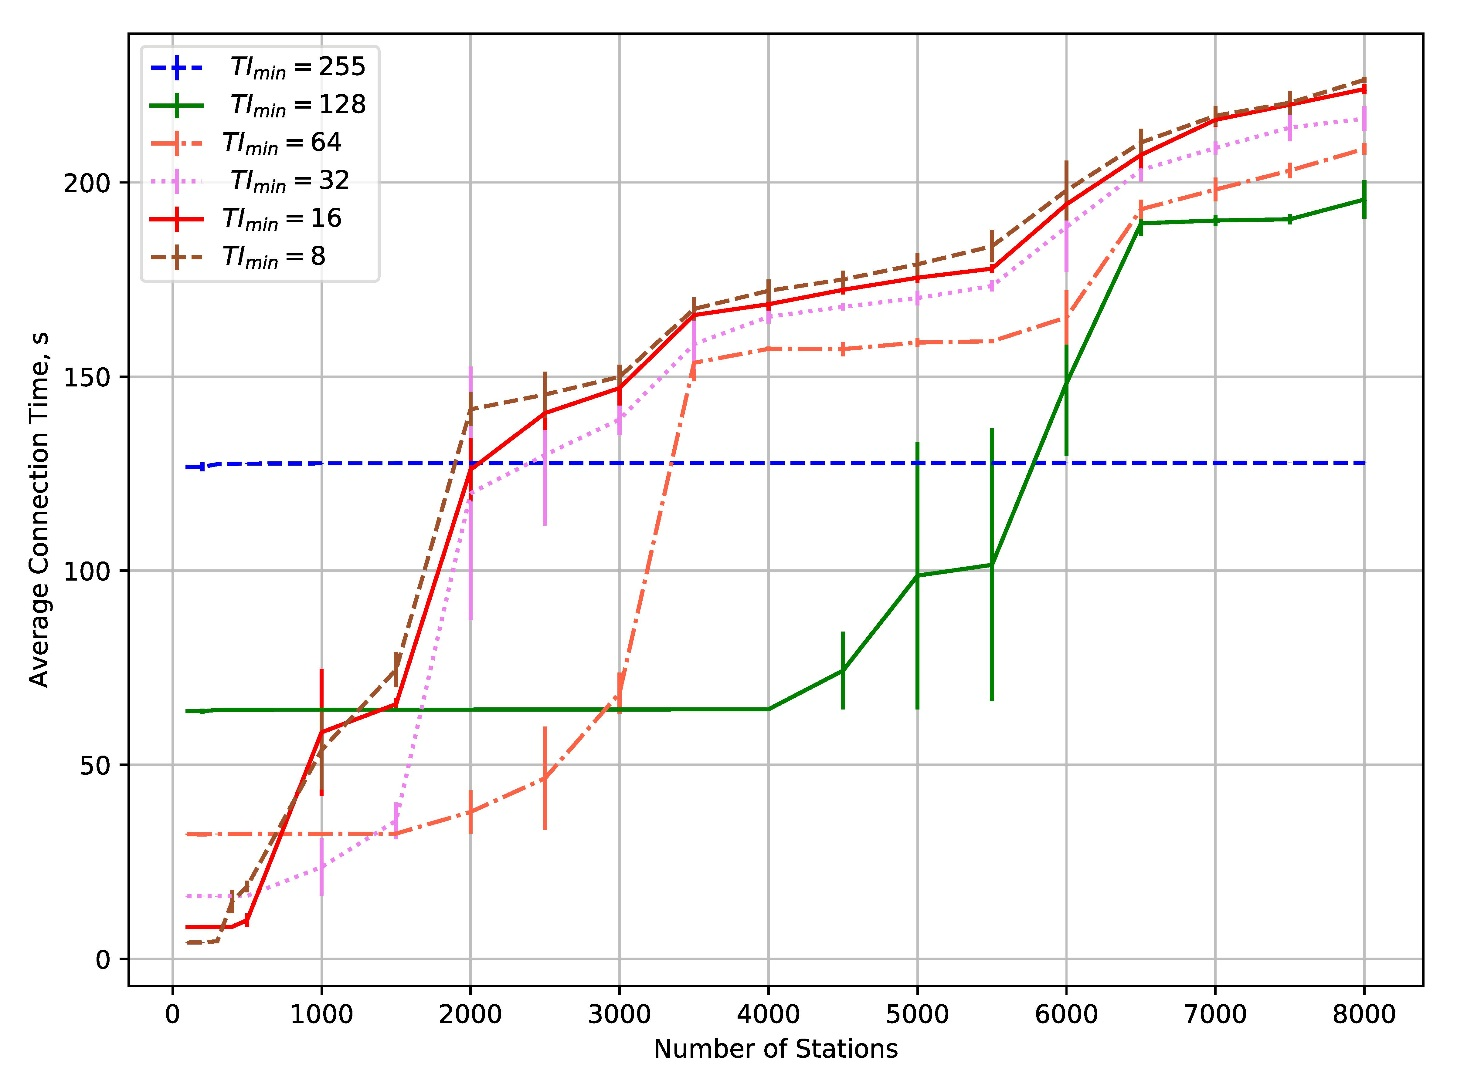 TI_min = 255
TI_min = 128
TI_min = 64
TI_min = 32
TI_min = 16
TI_min = 8
Average Connection Time, s
200
150
100
50
0
0 1000 2000 3000 4000 5000 6000 7000 8000
Number of Stations